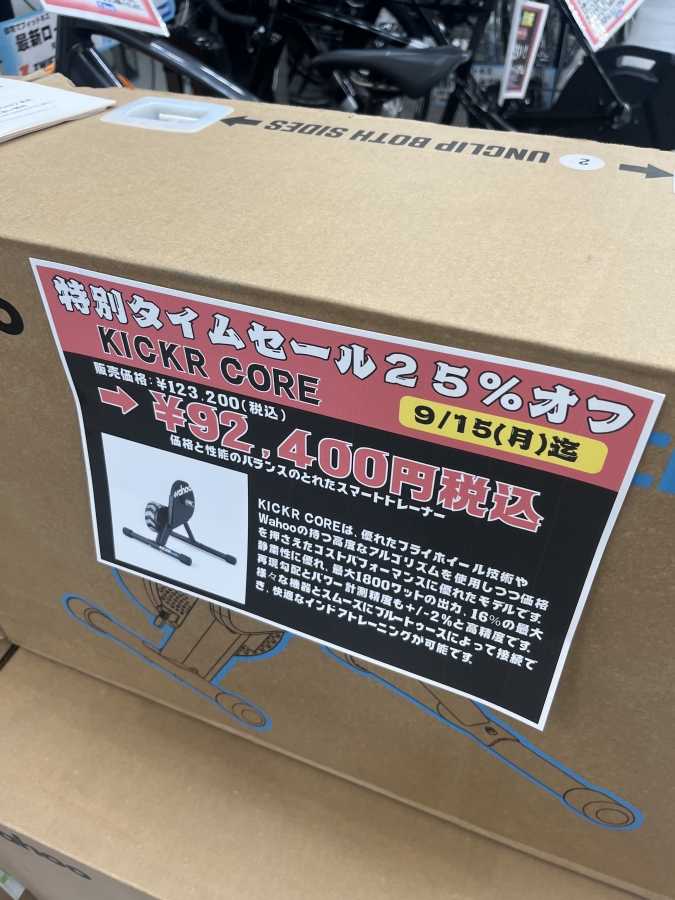 最新ロ
UNCLIP BOTH SIDES
2
特別タイムセール２５％オフ
KICKR CORE
9/15(月)迄
販売価格：¥123,200(税込)
¥92,400円税込
価格と性能のバランスのとれたスマートトレーナー
wahoo
KICKR COREは、優れたフライホイール技術や
Wahooの持つ高度なアルゴリズムを使用しつつ価格
を押さえたコストパフォーマンスに優れたモデルです。
静粛性に優れ、最大1800ワットの出力、16%の最大
再現勾配とパワー計測精度も+/-2%と高精度です。
様々な機器とスムーズにブルートゥースによって接続で
き、快適なインドアトレーニングが可能です。
wahoo